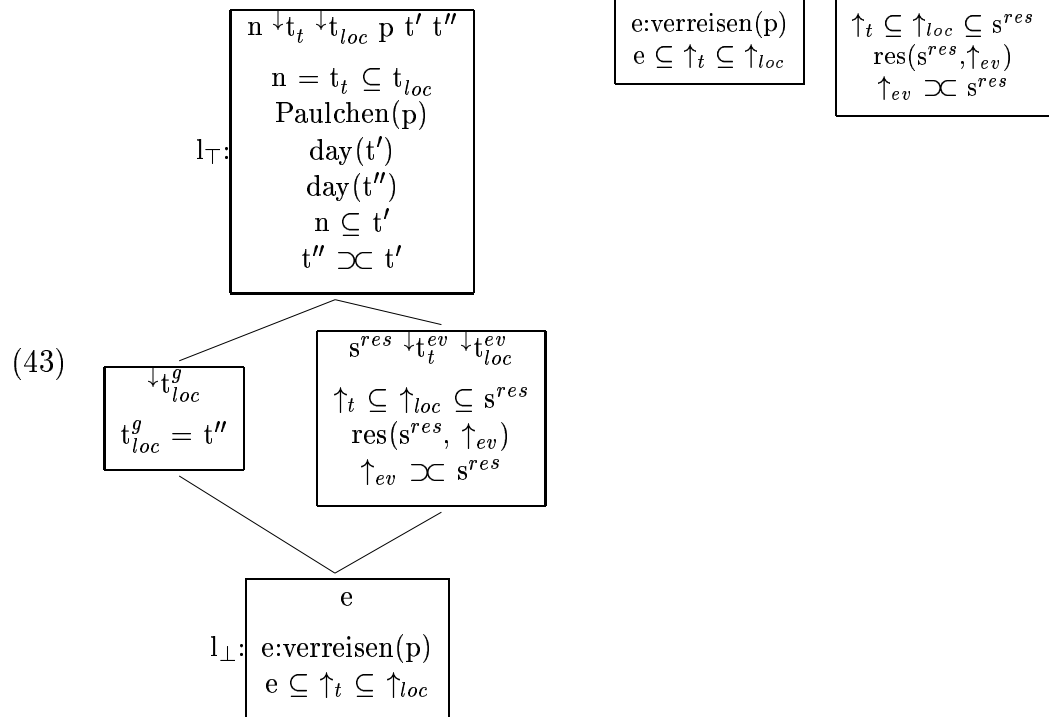 n ↓t_t ↓t_loc p t′ t″
n = t_t ⊆ t_loc
Paulchen(p)
l_⊤:
day(t′)
day(t″)
n ⊆ t′
t″ ⊃⊂ t′
e:verreisen(p)
e ⊆ ↑_t ⊆ ↑_loc
↑_t ⊆ ↑_loc ⊆ s^res
res(s^res,↑_ev)
↑_ev ⊃⊂ s^res
(43)
↓t^g_loc
t^g_loc = t″
s^res ↓t^ev_t ↓t^ev_loc
↑_t ⊆ ↑_loc ⊆ s^res
res(s^res, ↑_ev)
↑_ev ⊃⊂ s^res
e
l_⊥: e:verreisen(p)
e ⊆ ↑_t ⊆ ↑_loc